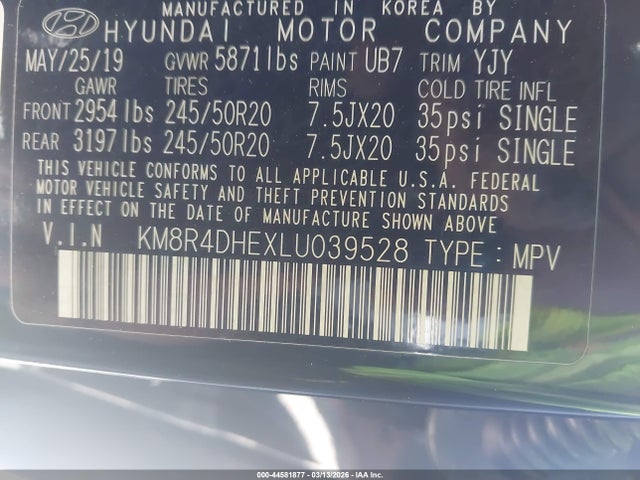 MANUFACTURED IN KOREA BY
HYUNDAI MOTOR COMPANY
MAY/25/19 GVWR 5871lbs PAINT UB7 TRIM YJY
GAWR TIRES RIMS COLD TIRE INFL
FRONT 2954lbs 245/50R20 7.5JX20 35psi SINGLE
REAR 3197lbs 245/50R20 7.5JX20 35psi SINGLE
THIS VEHICLE CONFORMS TO ALL APPLICABLE U.S.A. FEDERAL
MOTOR VEHICLE SAFETY AND THEFT PREVENTION STANDARDS
IN EFFECT ON THE DATE OF MANUFACTURE SHOWN ABOVE
V.I.N KM8R4DHEXLU039528 TYPE : MPV
000-44581877 | 03/13/2026 | IAA Inc.